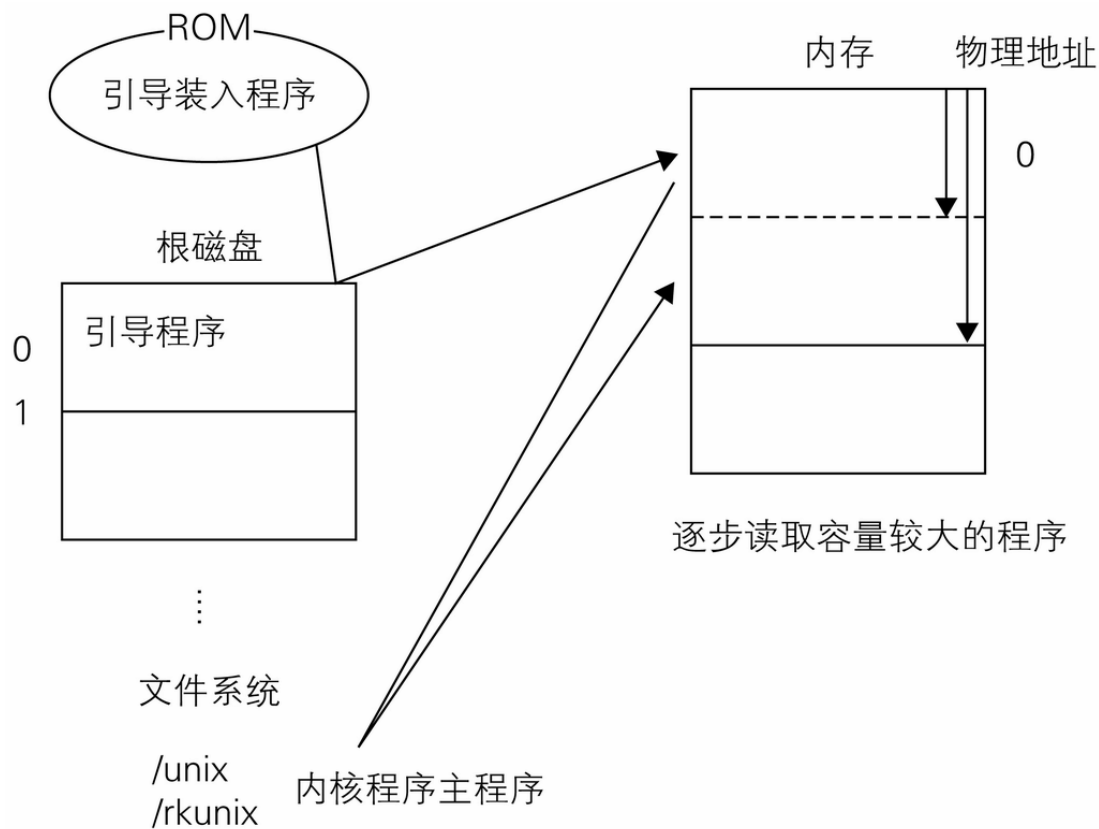 ROM
引导装入程序
内存
物理地址
0
根磁盘
引导程序
0
1
逐步读取容量较大的程序
文件系统
/unix
/rkunix
内核程序主程序